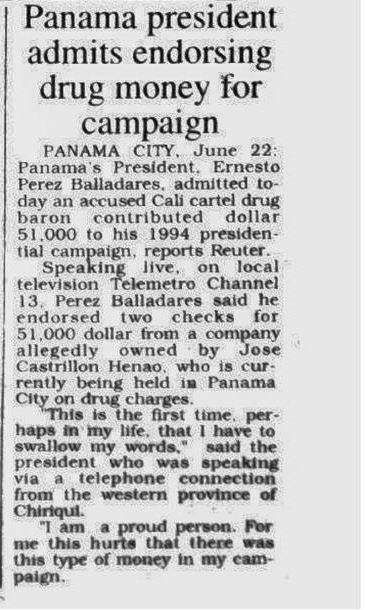 Panama president
admits endorsing
drug money for
campaign
PANAMA CITY, June 22:
Panama's President, Ernesto
Perez Balladares, admitted to-
day an accused Cali cartel drug
baron contributed dollar
51,000 to his 1994 presiden-
tial campaign, reports Reuter.
Speaking live, on local
television Telemetro Channel
13, Perez Balladares said he
endorsed two checks for
51,000 dollar from a company
allegedly owned by Jose
Castrillon Henao, who is cur-
rently being held in Panama
City on drug charges.
"This is the first time, per-
haps in my life, that I have to
swallow my words," said the
president who was speaking
via a telephone connection
from the western province of
Chiriqui.
"I am a proud person. For
me this hurts that there was
this type of money in my cam-
paign.